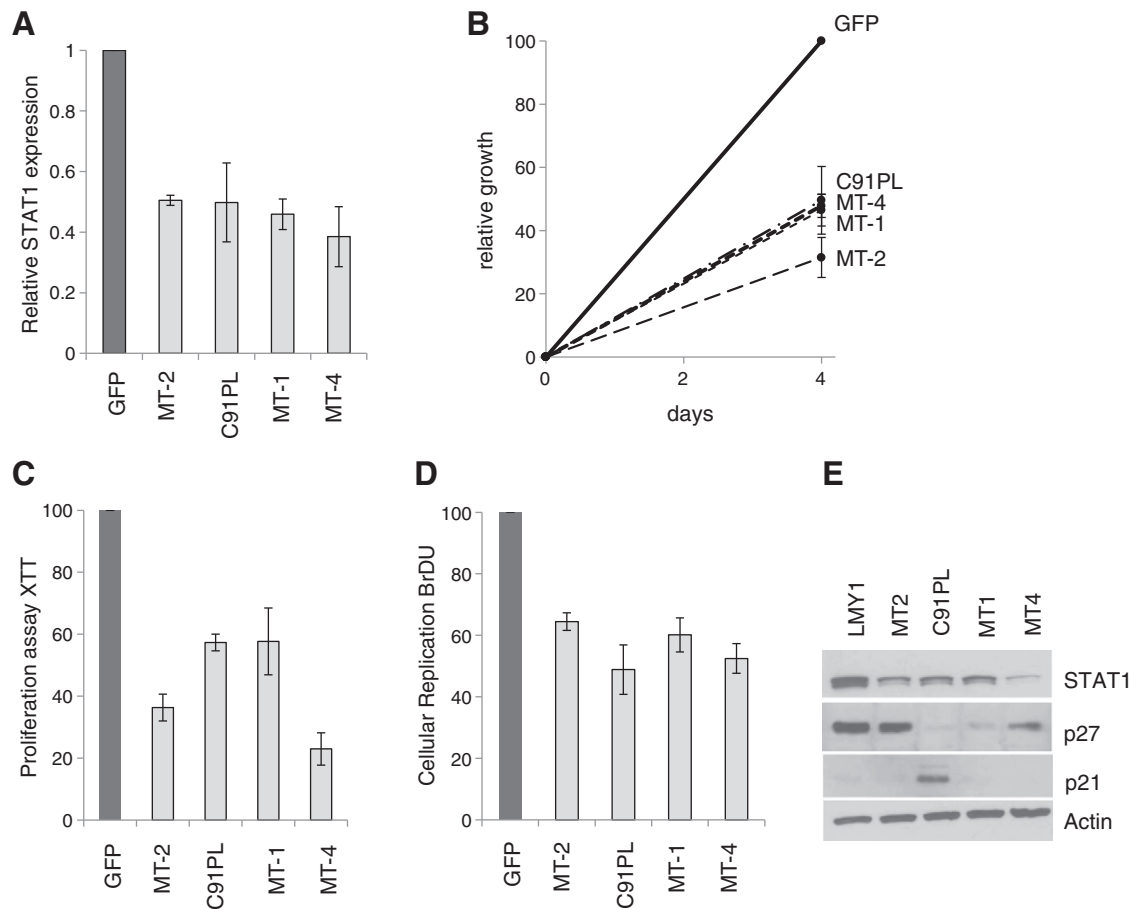 A
Relative STAT1 expression
1
0.8
0.6
0.4
0.2
0
GFP
MT-2
C91PL
MT-1
MT-4
B
relative growth
100
80
60
40
20
0
0
2
4
days
GFP
C91PL
MT-4
MT-1
MT-2
C
Proliferation assay XTT
100
80
60
40
20
0
GFP
MT-2
C91PL
MT-1
MT-4
D
Cellular Replication BrDU
100
80
60
40
20
0
GFP
MT-2
C91PL
MT-1
MT-4
E
LMY1
MT2
C91PL
MT1
MT4
STAT1
p27
p21
Actin